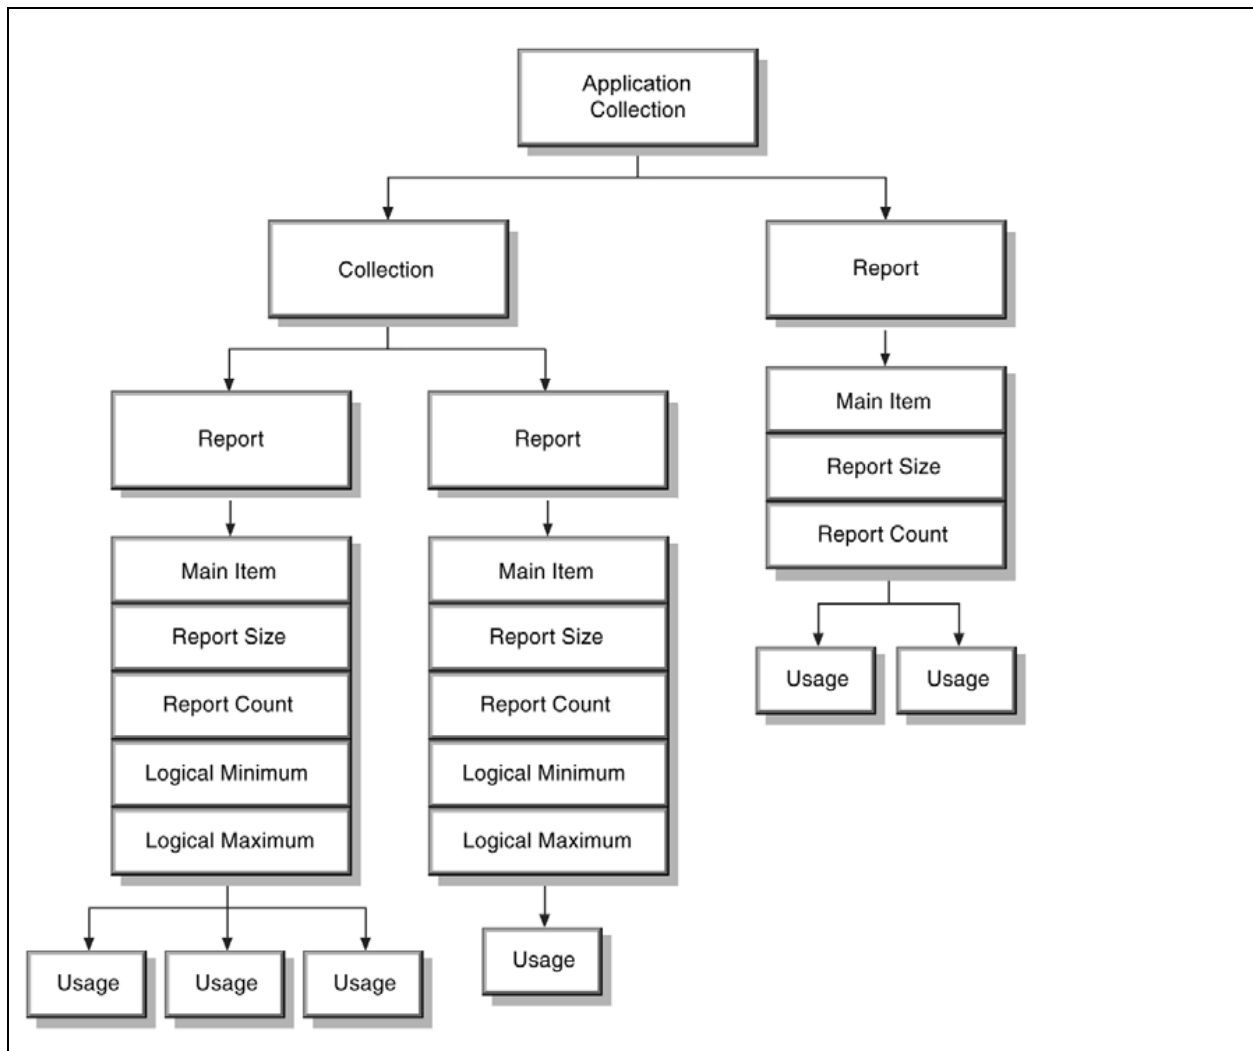 Application
Collection
Collection
Report
Report
Report
Main Item
Report Size
Report Count
Main Item
Report Size
Report Count
Logical Minimum
Logical Maximum
Main Item
Report Size
Report Count
Logical Minimum
Logical Maximum
Usage
Usage
Usage
Usage
Usage
Usage